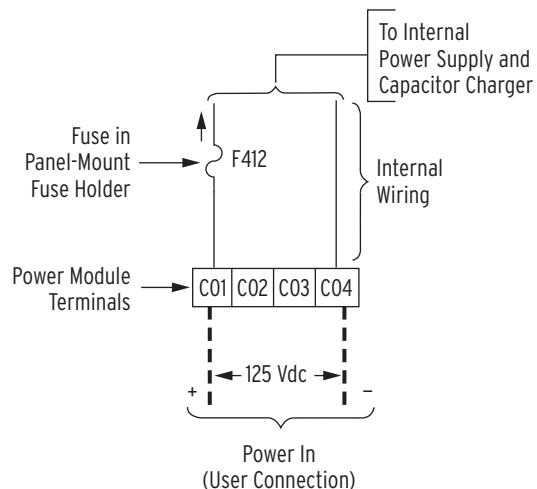 To Internal
Power Supply and
Capacitor Charger
Fuse in
Panel-Mount
Fuse Holder
F412
Internal
Wiring
Power Module
Terminals
C01 C02 C03 C04
125 Vdc
+ –
Power In
(User Connection)